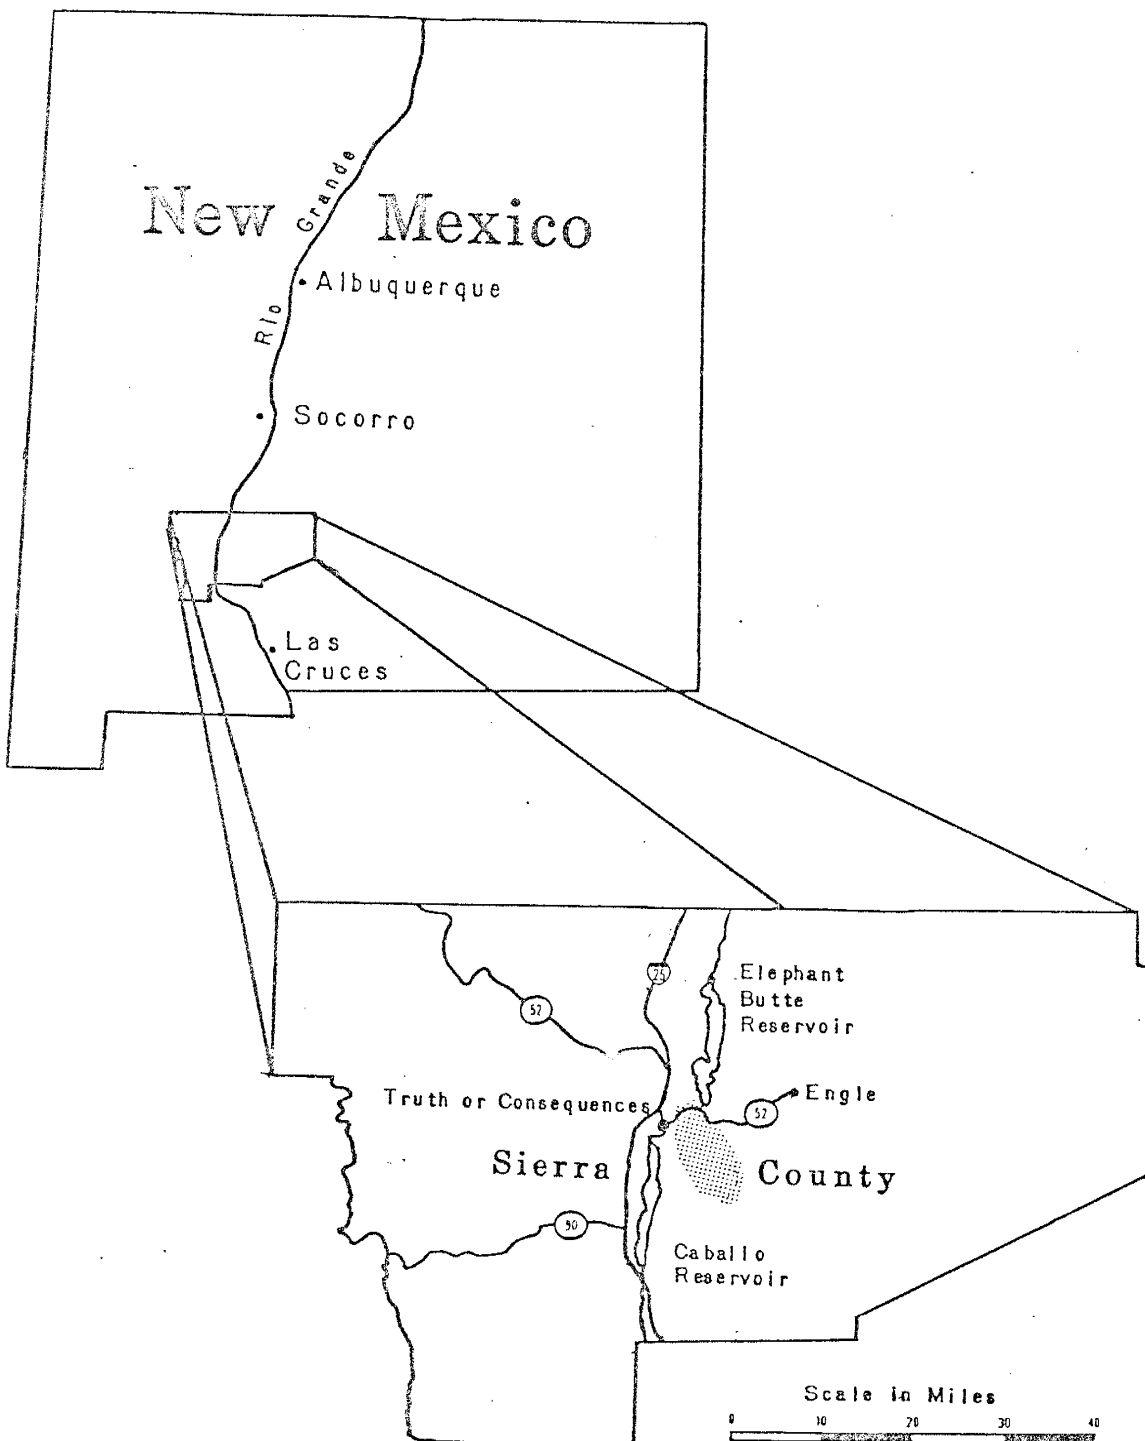 New Mexico
Rio Grande
Albuquerque
Socorro
Las
Cruces
25
Elephant
Butte
Reservoir
52
Engle
Truth or Consequences
52
Sierra County
90
Caballo
Reservoir
Scale in Miles
0 10 20 30 40